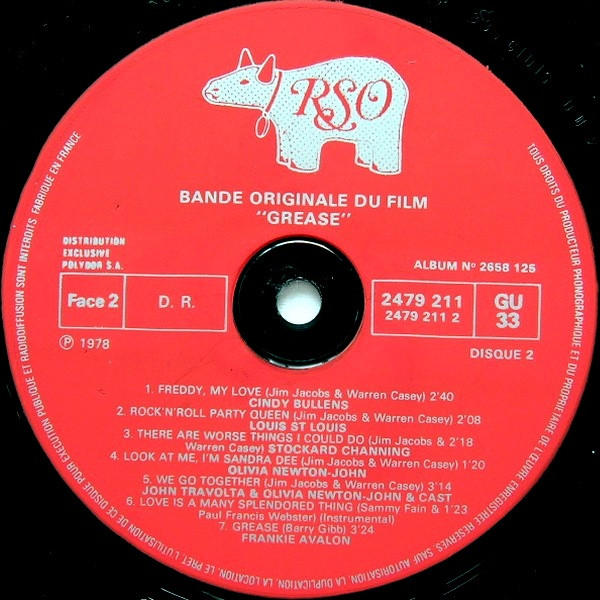 RSO
BANDE ORIGINALE DU FILM
"GREASE"
DISTRIBUTION
EXCLUSIVE
POLYDOR S.A.
ALBUM Nº 2658 125
Face 2
D. R.
2479 211
2479 211 2
GU
33
℗ 1978
DISQUE 2
1. FREDDY, MY LOVE (Jim Jacobs & Warren Casey) 2'40
CINDY BULLENS
2. ROCK'N'ROLL PARTY QUEEN (Jim Jacobs & Warren Casey) 2'08
LOUIS ST LOUIS
3. THERE ARE WORSE THINGS I COULD DO (Jim Jacobs & 2'18
Warren Casey) STOCKARD CHANNING
4. LOOK AT ME, I'M SANDRA DEE (Jim Jacobs & Warren Casey) 1'20
OLIVIA NEWTON-JOHN
5. WE GO TOGETHER (Jim Jacobs & Warren Casey) 3'14
JOHN TRAVOLTA & OLIVIA NEWTON-JOHN & CAST
6. LOVE IS A MANY SPLENDORED THING (Sammy Fain & 1'23
Paul Francis Webster) (Instrumental)
7. GREASE (Barry Gibb) 3'24
FRANKIE AVALON
TOUS DROITS DU PRODUCTEUR PHONOGRAPHIQUE ET DU PROPRIETAIRE DE L'ŒUVRE ENREGISTREE RESERVES. SAUF AUTORISATION, LA DUPLICATION, LA LOCATION, LE PRET, L'UTILISATION DE CE DISQUE POUR EXECUTION PUBLIQUE ET RADIODIFFUSION SONT INTERDITS. FABRIQUE EN FRANCE